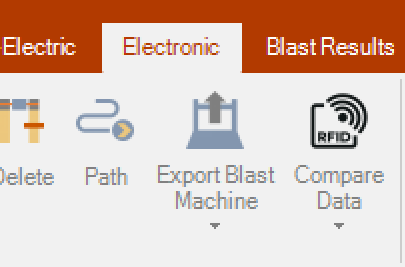 -Electric Electronic Blast Results
Delete Path Export Blast Machine
RFID
Compare Data